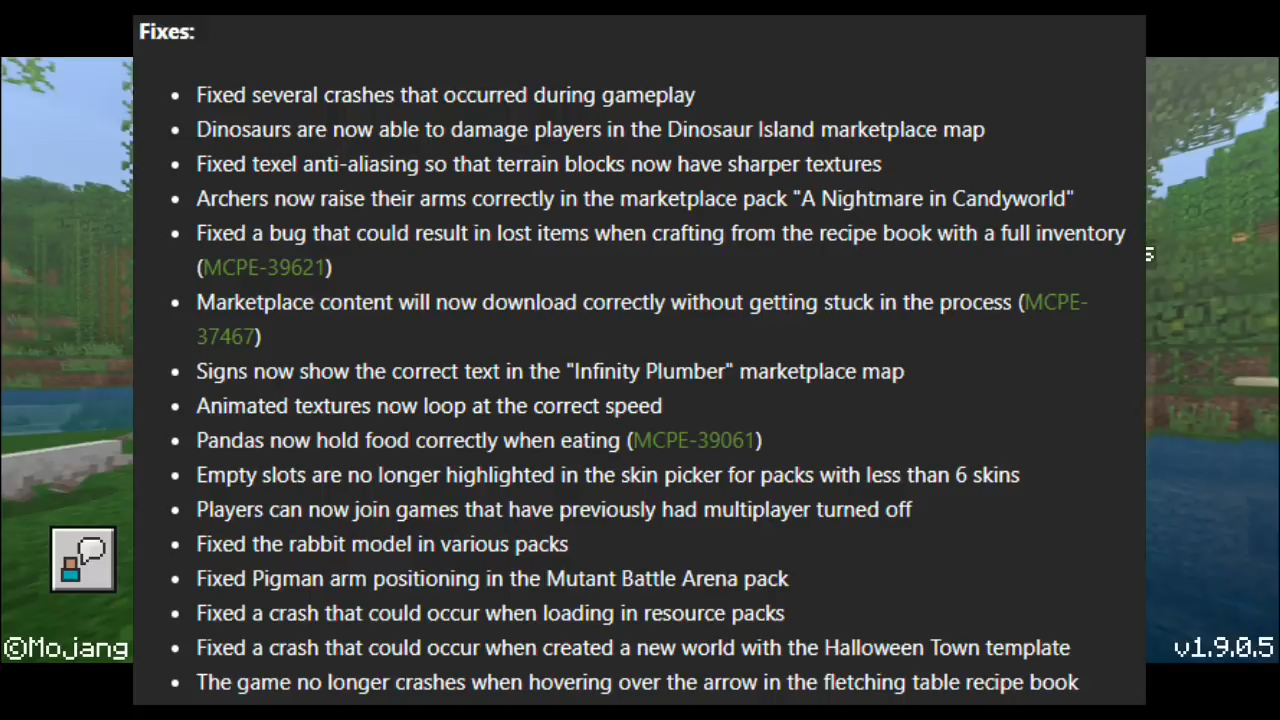 Fixes:
• Fixed several crashes that occurred during gameplay
• Dinosaurs are now able to damage players in the Dinosaur Island marketplace map
• Fixed texel anti-aliasing so that terrain blocks now have sharper textures
• Archers now raise their arms correctly in the marketplace pack "A Nightmare in Candyworld"
• Fixed a bug that could result in lost items when crafting from the recipe book with a full inventory
(MCPE-39621)
• Marketplace content will now download correctly without getting stuck in the process (MCPE-
37467)
• Signs now show the correct text in the "Infinity Plumber" marketplace map
• Animated textures now loop at the correct speed
• Pandas now hold food correctly when eating (MCPE-39061)
• Empty slots are no longer highlighted in the skin picker for packs with less than 6 skins
• Players can now join games that have previously had multiplayer turned off
• Fixed the rabbit model in various packs
• Fixed Pigman arm positioning in the Mutant Battle Arena pack
• Fixed a crash that could occur when loading in resource packs
• Fixed a crash that could occur when created a new world with the Halloween Town template
• The game no longer crashes when hovering over the arrow in the fletching table recipe book
©Mojang
v1.9.0.5